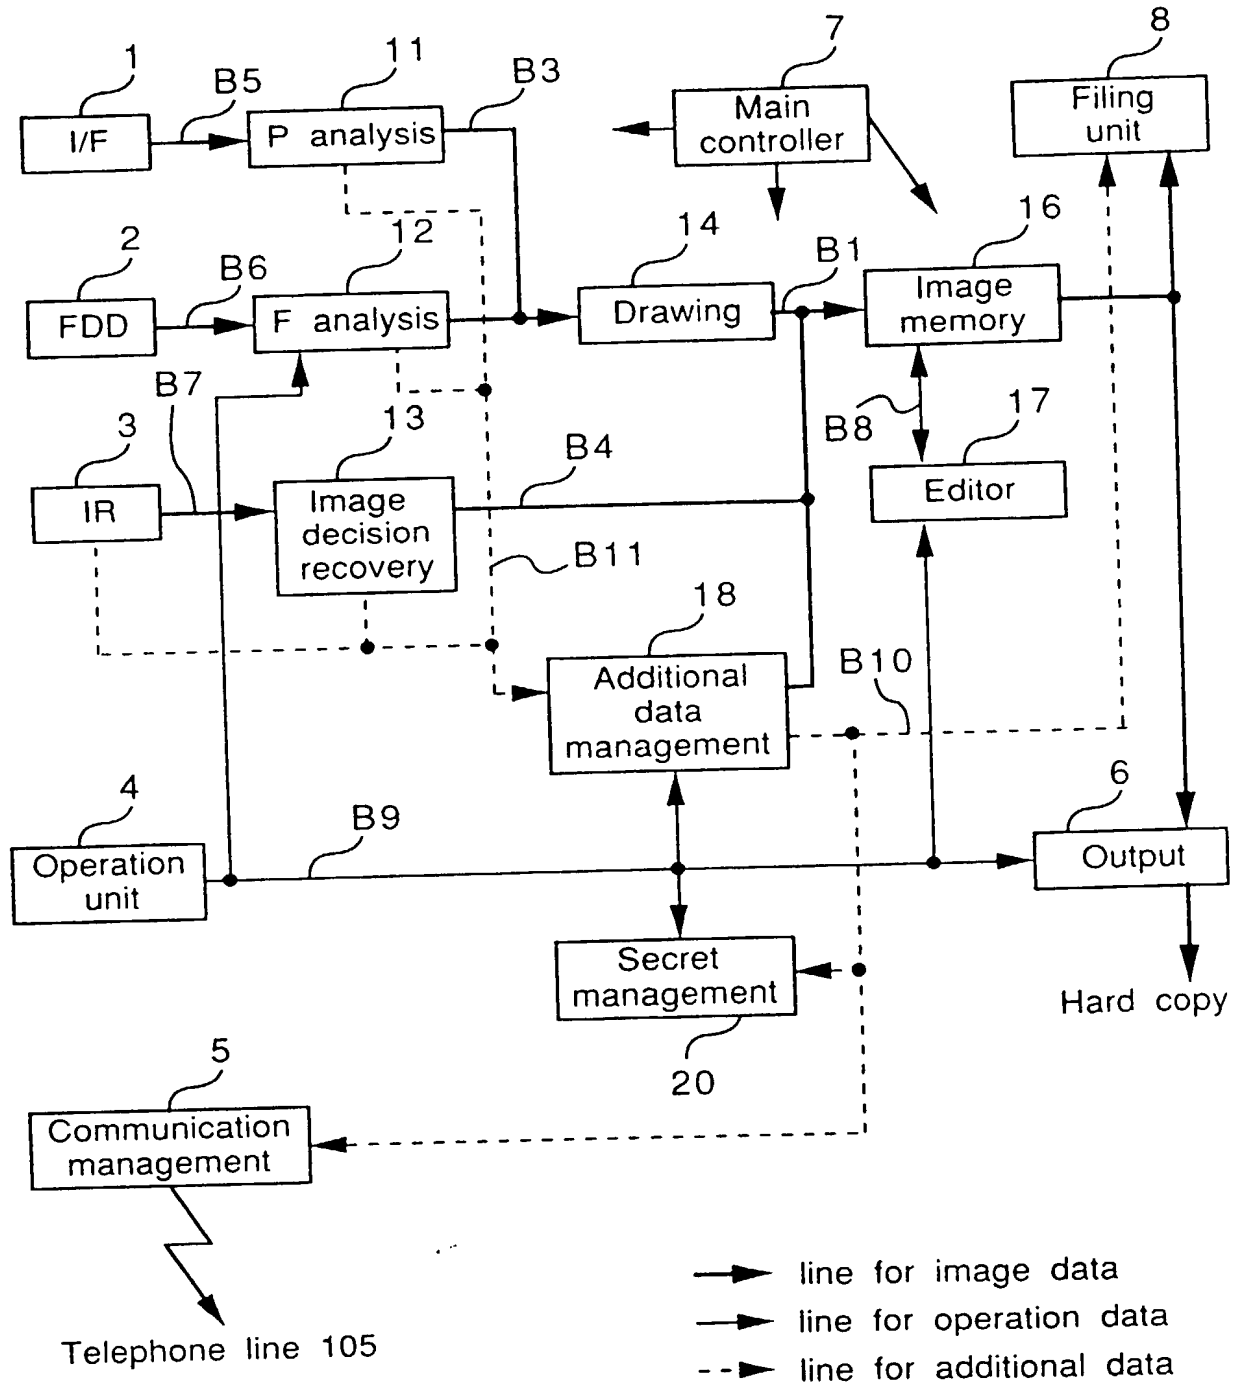 1
11
B3
7
8
B5
I/F
P analysis
Main
controller
Filing
unit
2
12
14
B1
16
B6
FDD
F analysis
Drawing
Image
memory
B7
3
13
B4
B8
17
IR
Image
decision
recovery
Editor
B11
18
Additional
data
management
B10
4
B9
6
Operation
unit
Output
Secret
management
Hard copy
20
5
Communication
management
Telephone line 105
line for image data
line for operation data
line for additional data